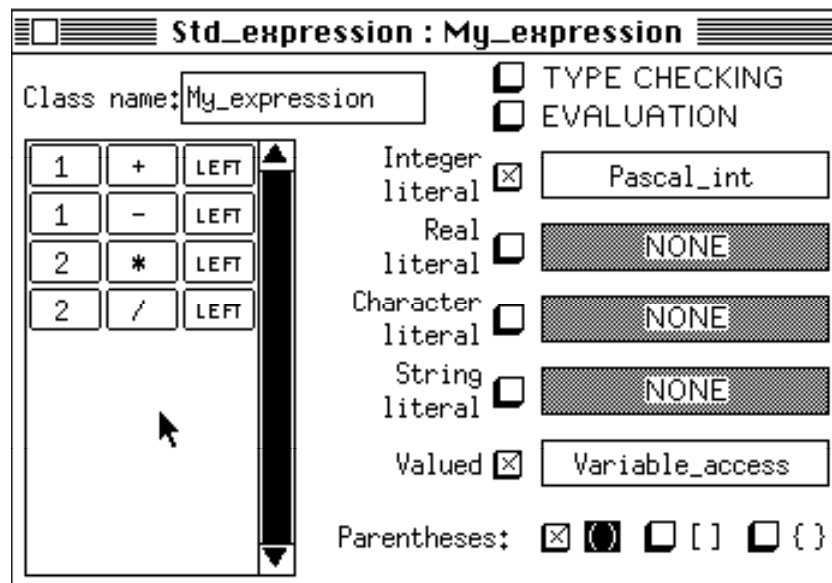 Std_expression : My_expression
Class name: My_expression
TYPE CHECKING
EVALUATION
1 + LEFT
1 - LEFT
2 * LEFT
2 / LEFT
Integer literal Pascal_int
Real literal NONE
Character literal NONE
String literal NONE
Valued Variable_access
Parentheses: () [] {}